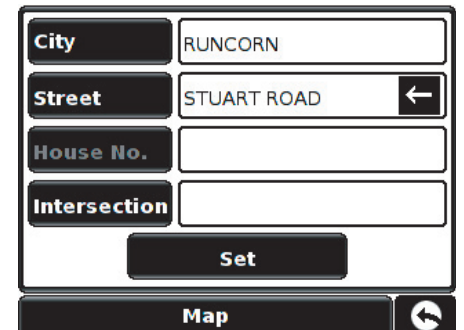 City RUNCORN
Street STUART ROAD
House No.
Intersection
Set
Map